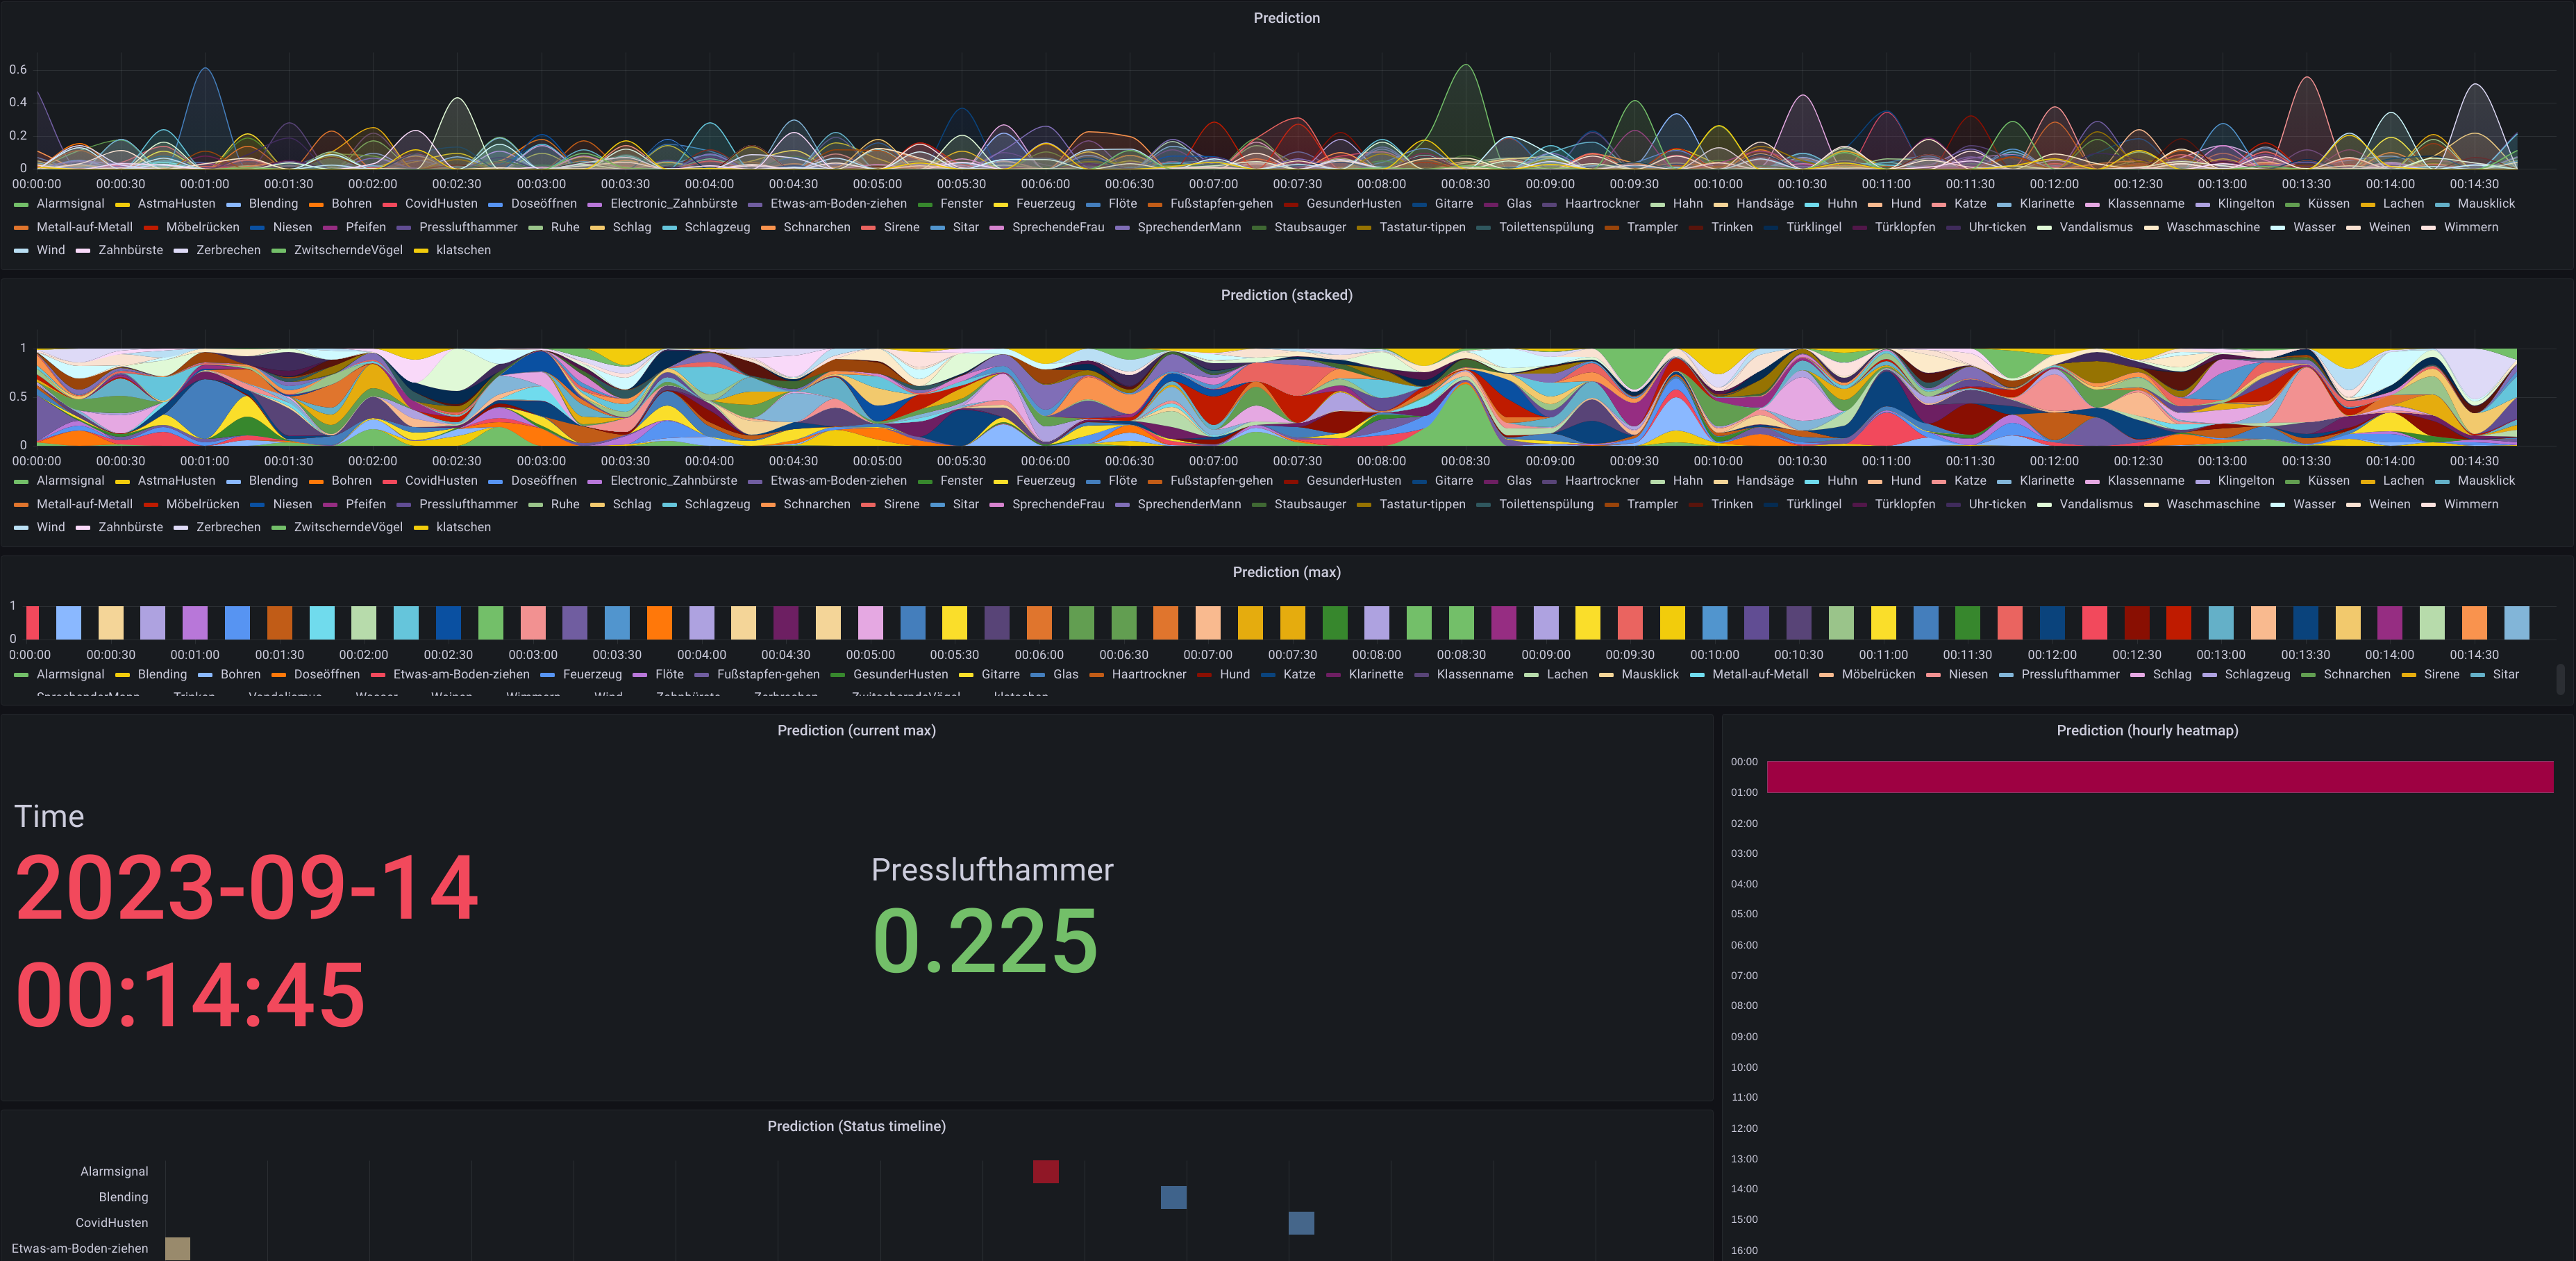 Prediction
0.6
0.4
0.2
0
00:00:00 00:00:30 00:01:00 00:01:30 00:02:00 00:02:30 00:03:00 00:03:30 00:04:00 00:04:30 00:05:00 00:05:30 00:06:00 00:06:30 00:07:00 00:07:30 00:08:00 00:08:30 00:09:00 00:09:30 00:10:00 00:10:30 00:11:00 00:11:30 00:12:00 00:12:30 00:13:00 00:13:30 00:14:00 00:14:30
Alarmsignal AstmaHusten Blending Bohren CovidHusten Doseöffnen Electronic_Zahnbürste Etwas-am-Boden-ziehen Fenster Feuerzeug Flöte Fußstapfen-gehen GesunderHusten Gitarre Glas Haartrockner Hahn Handsäge Huhn Hund Katze Klarinette Klassenname Klingelton Küssen Lachen Mausklick
Metall-auf-Metall Möbelrücken Niesen Pfeifen Presslufthammer Ruhe Schlag Schlagzeug Schnarchen Sirene Sitar SprechendeFrau SprechenderMann Staubsauger Tastatur-tippen Toilettenspülung Trampler Trinken Türklingel Türklopfen Uhr-ticken Vandalismus Waschmaschine Wasser Weinen Wimmern
Wind Zahnbürste Zerbrechen ZwitscherndeVögel klatschen
Prediction (stacked)
1
0.5
0
00:00:00 00:00:30 00:01:00 00:01:30 00:02:00 00:02:30 00:03:00 00:03:30 00:04:00 00:04:30 00:05:00 00:05:30 00:06:00 00:06:30 00:07:00 00:07:30 00:08:00 00:08:30 00:09:00 00:09:30 00:10:00 00:10:30 00:11:00 00:11:30 00:12:00 00:12:30 00:13:00 00:13:30 00:14:00 00:14:30
Alarmsignal AstmaHusten Blending Bohren CovidHusten Doseöffnen Electronic_Zahnbürste Etwas-am-Boden-ziehen Fenster Feuerzeug Flöte Fußstapfen-gehen GesunderHusten Gitarre Glas Haartrockner Hahn Handsäge Huhn Hund Katze Klarinette Klassenname Klingelton Küssen Lachen Mausklick
Metall-auf-Metall Möbelrücken Niesen Pfeifen Presslufthammer Ruhe Schlag Schlagzeug Schnarchen Sirene Sitar SprechendeFrau SprechenderMann Staubsauger Tastatur-tippen Toilettenspülung Trampler Trinken Türklingel Türklopfen Uhr-ticken Vandalismus Waschmaschine Wasser Weinen Wimmern
Wind Zahnbürste Zerbrechen ZwitscherndeVögel klatschen
Prediction (max)
1
0
0:00:00 00:00:30 00:01:00 00:01:30 00:02:00 00:02:30 00:03:00 00:03:30 00:04:00 00:04:30 00:05:00 00:05:30 00:06:00 00:06:30 00:07:00 00:07:30 00:08:00 00:08:30 00:09:00 00:09:30 00:10:00 00:10:30 00:11:00 00:11:30 00:12:00 00:12:30 00:13:00 00:13:30 00:14:00 00:14:30
Alarmsignal Blending Bohren Doseöffnen Etwas-am-Boden-ziehen Feuerzeug Flöte Fußstapfen-gehen GesunderHusten Gitarre Glas Haartrockner Hund Katze Klarinette Klassenname Lachen Mausklick Metall-auf-Metall Möbelrücken Niesen Presslufthammer Schlag Schlagzeug Schnarchen Sirene Sitar
SprechenderMann Trinken Vandalismus Wasser Weinen Wimmern Wind Zahnbürste Zerbrechen ZwitscherndeVögel klatschen
Prediction (current max)
Time
2023-09-14
00:14:45
Presslufthammer
0.225
Prediction (hourly heatmap)
00:00
01:00
02:00
03:00
04:00
05:00
06:00
07:00
08:00
09:00
10:00
11:00
12:00
13:00
14:00
15:00
16:00
Prediction (Status timeline)
Alarmsignal
Blending
CovidHusten
Etwas-am-Boden-ziehen